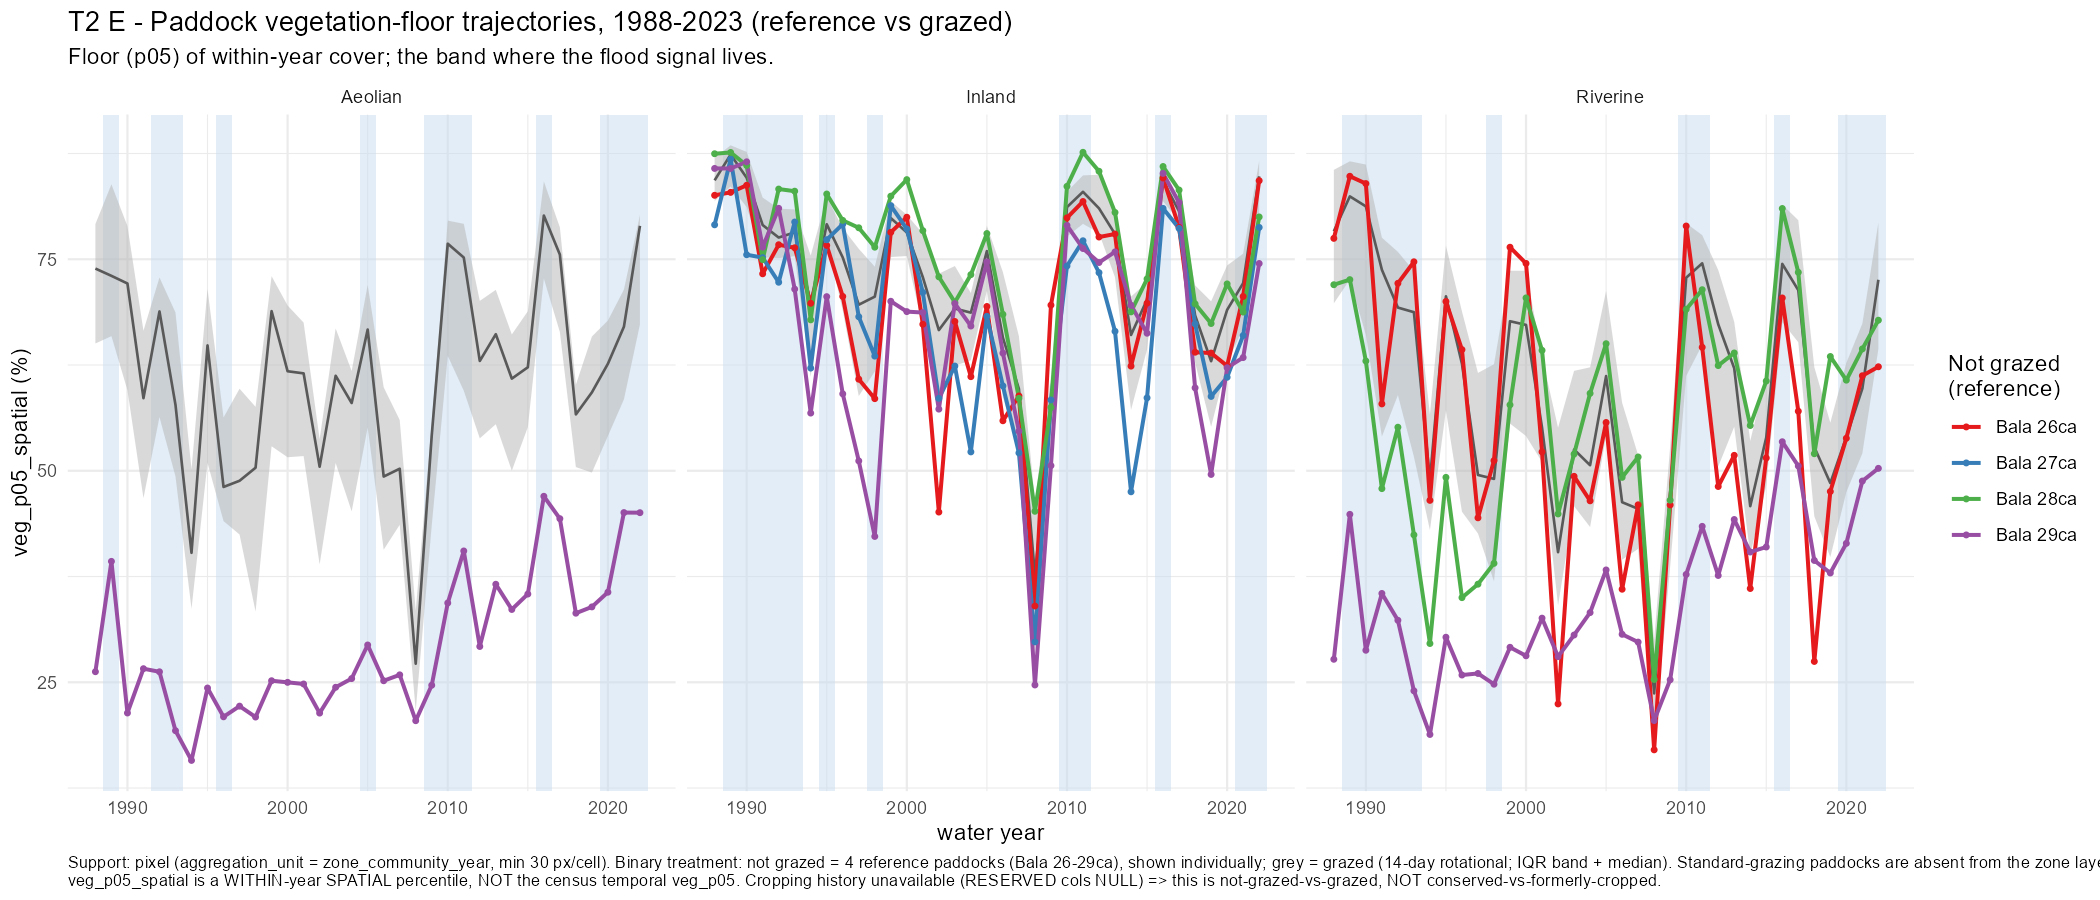 T2 E - Paddock vegetation-floor trajectories, 1988-2023 (reference vs grazed)
Floor (p05) of within-year cover; the band where the flood signal lives.
Aeolian
Inland
Riverine
veg_p05_spatial (%)
75
50
25
1990
2000
2010
2020
1990
2000
2010
2020
1990
2000
2010
2020
water year
Not grazed
(reference)
Bala 26ca
Bala 27ca
Bala 28ca
Bala 29ca
Support: pixel (aggregation_unit = zone_community_year, min 30 px/cell). Binary treatment: not grazed = 4 reference paddocks (Bala 26-29ca), shown individually; grey = grazed (14-day rotational; IQR band + median). Standard-grazing paddocks are absent from the zone
veg_p05_spatial is a WITHIN-year SPATIAL percentile, NOT the census temporal veg_p05. Cropping history unavailable (RESERVED cols NULL) => this is not-grazed-vs-grazed, NOT conserved-vs-formerly-cropped.